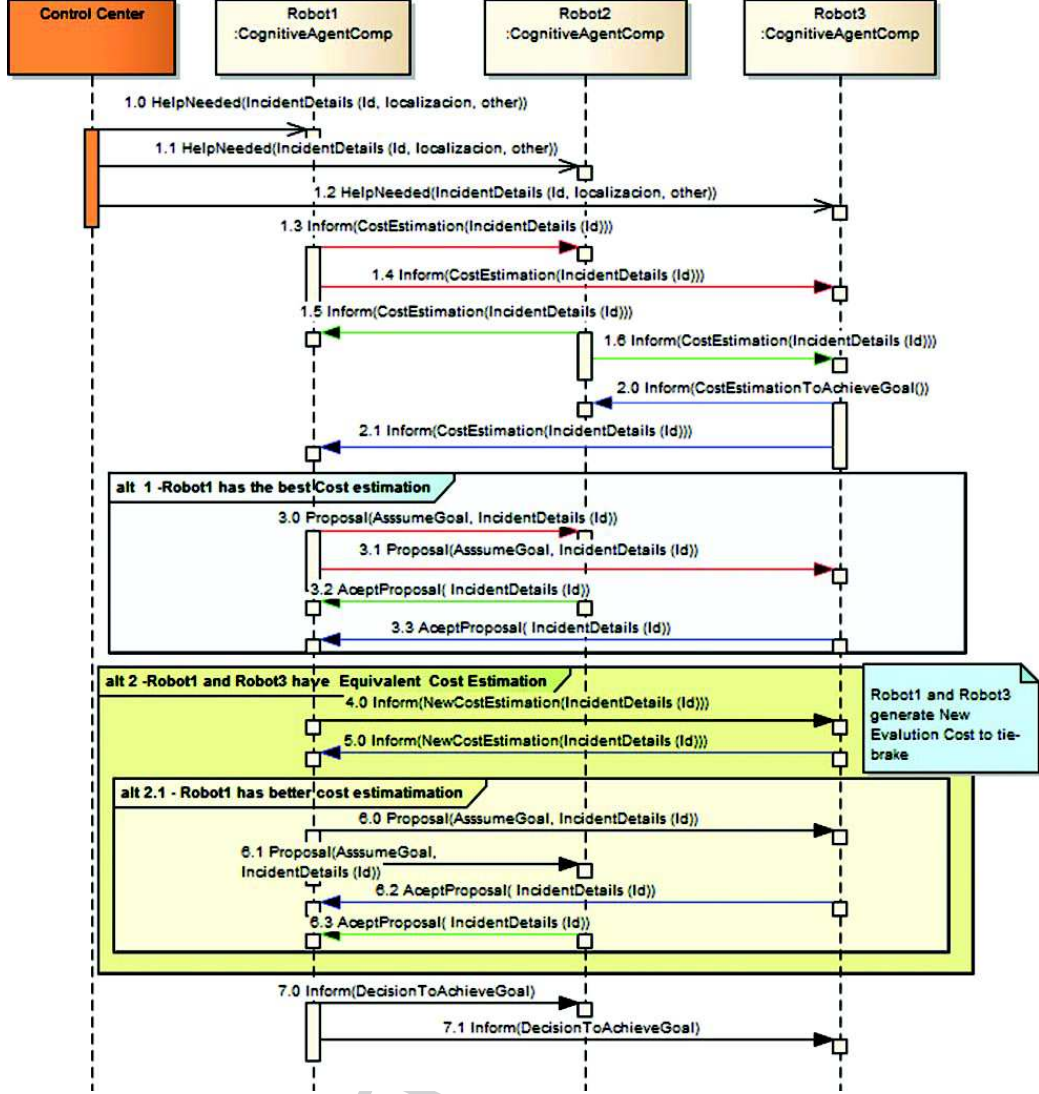 Control Center
Robot1
:CognitiveAgentComp
Robot2
:CognitiveAgentComp
Robot3
:CognitiveAgentComp
1.0 HelpNeeded(IncidentDetails (Id, localizacion, other))
1.1 HelpNeeded(IncidentDetails (Id, localizacion, other))
1.2 HelpNeeded(IncidentDetails (Id, localizacion, other))
1.3 Inform(CostEstimation(IncidentDetails (Id)))
1.4 Inform(CostEstimation(IncidentDetails (Id)))
1.5 Inform(CostEstimation(IncidentDetails (Id)))
1.6 Inform(CostEstimation(IncidentDetails (Id)))
2.0 Inform(CostEstimationToAchieveGoal())
2.1 Inform(CostEstimation(IncidentDetails (Id)))
alt 1 -Robot1 has the best Cost estimation
3.0 Proposal(AsssumeGoal, IncidentDetails (Id))
3.1 Proposal(AsssumeGoal, IncidentDetails (Id))
3.2 AceptProposal( IncidentDetails (Id))
3.3 AceptProposal( IncidentDetails (Id))
alt 2 -Robot1 and Robot3 have Equivalent Cost Estimation
Robot1 and Robot3
generate New
Evalution Cost to tie-
brake
4.0 Inform(NewCostEstimation(IncidentDetails (Id)))
5.0 Inform(NewCostEstimation(IncidentDetails (Id)))
alt 2.1 - Robot1 has better cost estimatimation
6.0 Proposal(AsssumeGoal, IncidentDetails (Id))
6.1 Proposal(AsssumeGoal,
IncidentDetails (Id))
6.2 AceptProposal( IncidentDetails (Id))
6.3 AceptProposal( IncidentDetails (Id))
7.0 Inform(DecisionToAchieveGoal)
7.1 Inform(DecisionToAchieveGoal)